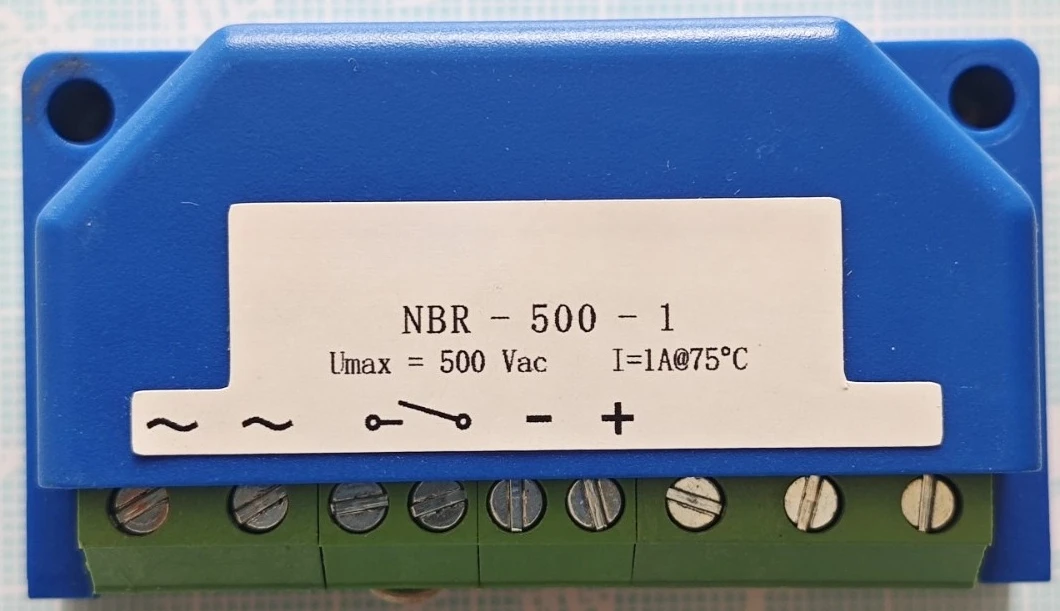 NBR - 500 - 1
Umax = 500 Vac I=1A@75°C
~ ~ - +